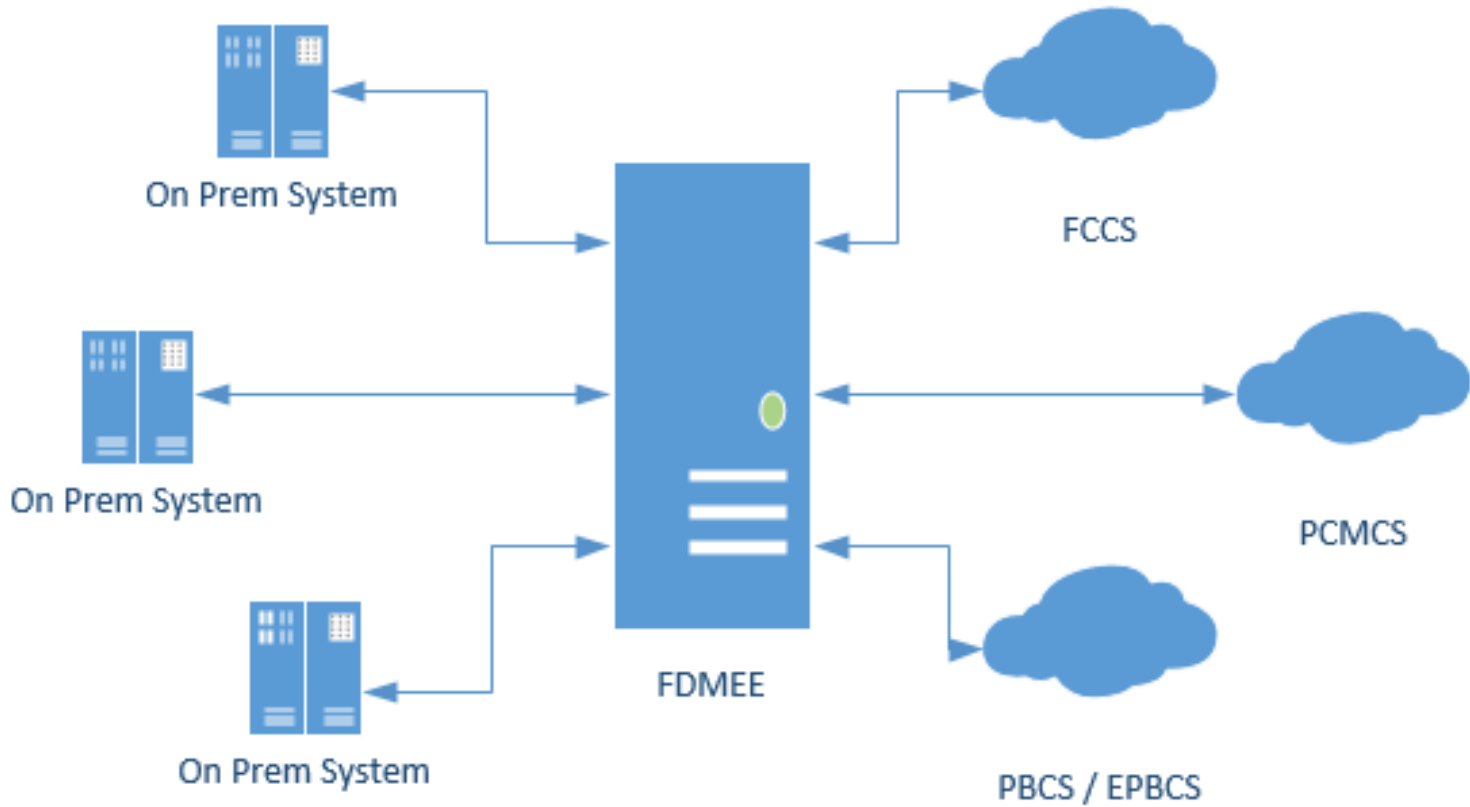 On Prem System
FCCS
On Prem System
PCMCS
FDMEE
On Prem System
PBCS / EPBCS